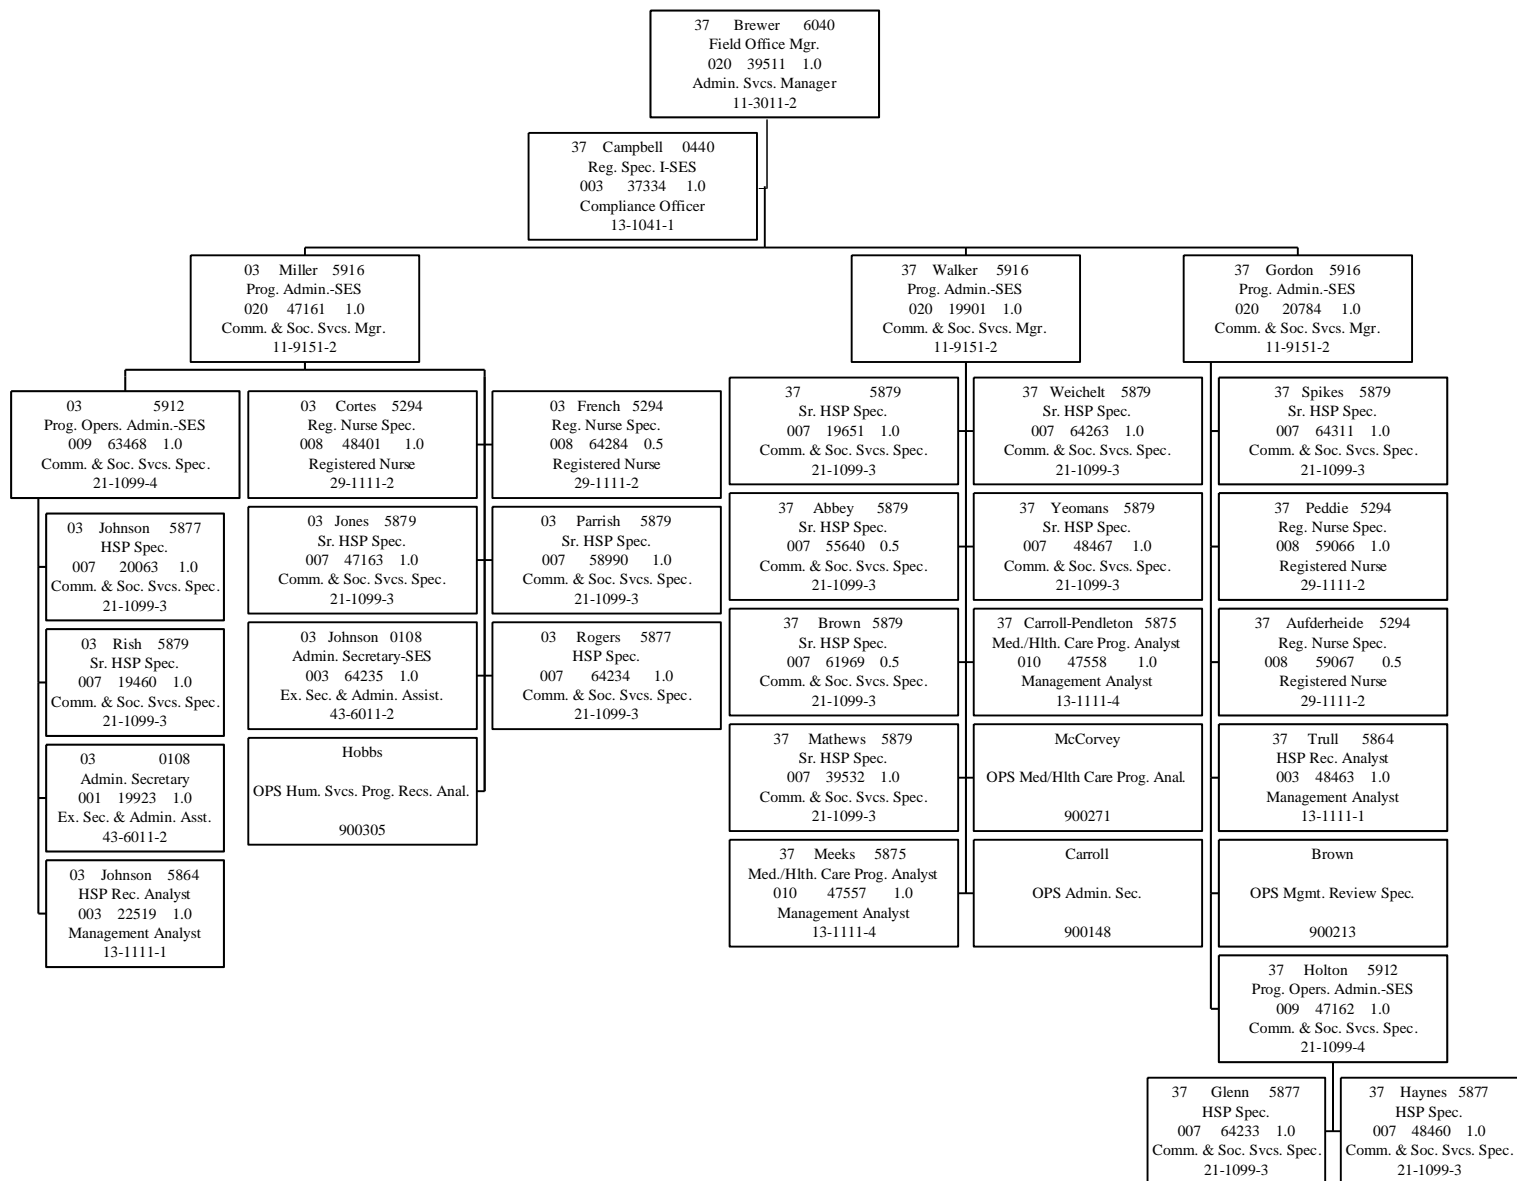 37 Brewer 6040
Field Office Mgr.
020 39511 1.0
Admin. Svcs. Manager
11-3011-2
37 Campbell 0440
Reg. Spec. I-SES
003 37334 1.0
Compliance Officer
13-1041-1
03 Miller 5916
Prog. Admin.-SES
020 47161 1.0
Comm. & Soc. Svcs. Mgr.
11-9151-2
37 Walker 5916
Prog. Admin.-SES
020 19901 1.0
Comm. & Soc. Svcs. Mgr.
11-9151-2
37 Gordon 5916
Prog. Admin.-SES
020 20784 1.0
Comm. & Soc. Svcs. Mgr.
11-9151-2
03 5912
Prog. Opers. Admin.-SES
009 63468 1.0
Comm. & Soc. Svcs. Spec.
21-1099-4
03 Johnson 5877
HSP Spec.
007 20063 1.0
Comm. & Soc. Svcs. Spec.
21-1099-3
03 Rish 5879
Sr. HSP Spec.
007 19460 1.0
Comm. & Soc. Svcs. Spec.
21-1099-3
03 0108
Admin. Secretary
001 19923 1.0
Ex. Sec. & Admin. Asst.
43-6011-2
03 Johnson 5864
HSP Rec. Analyst
003 22519 1.0
Management Analyst
13-1111-1
03 Cortes 5294
Reg. Nurse Spec.
008 48401 1.0
Registered Nurse
29-1111-2
03 French 5294
Reg. Nurse Spec.
008 64284 0.5
Registered Nurse
29-1111-2
03 Jones 5879
Sr. HSP Spec.
007 47163 1.0
Comm. & Soc. Svcs. Spec.
21-1099-3
03 Parrish 5879
Sr. HSP Spec.
007 58990 1.0
Comm. & Soc. Svcs. Spec.
21-1099-3
03 Johnson 0108
Admin. Secretary-SES
003 64235 1.0
Ex. Sec. & Admin. Assist.
43-6011-2
03 Rogers 5877
HSP Spec.
007 64234 1.0
Comm. & Soc. Svcs. Spec.
21-1099-3
Hobbs
OPS Hum. Svcs. Prog. Recs. Anal.
900305
37 5879
Sr. HSP Spec.
007 19651 1.0
Comm. & Soc. Svcs. Spec.
21-1099-3
37 Weichelt 5879
Sr. HSP Spec.
007 64263 1.0
Comm. & Soc. Svcs. Spec.
21-1099-3
37 Abbey 5879
Sr. HSP Spec.
007 55640 0.5
Comm. & Soc. Svcs. Spec.
21-1099-3
37 Yeomans 5879
Sr. HSP Spec.
007 48467 1.0
Comm. & Soc. Svcs. Spec.
21-1099-3
37 Brown 5879
Sr. HSP Spec.
007 61969 0.5
Comm. & Soc. Svcs. Spec.
21-1099-3
37 Carroll-Pendleton 5875
Med./Hlth. Care Prog. Analyst
010 47558 1.0
Management Analyst
13-1111-4
37 Mathews 5879
Sr. HSP Spec.
007 39532 1.0
Comm. & Soc. Svcs. Spec.
21-1099-3
McCorvey
OPS Med/Hlth Care Prog. Anal.
900271
37 Meeks 5875
Med./Hlth. Care Prog. Analyst
010 47557 1.0
Management Analyst
13-1111-4
Carroll
OPS Admin. Sec.
900148
37 Spikes 5879
Sr. HSP Spec.
007 64311 1.0
Comm. & Soc. Svcs. Spec.
21-1099-3
37 Peddie 5294
Reg. Nurse Spec.
008 59066 1.0
Registered Nurse
29-1111-2
37 Aufderheide 5294
Reg. Nurse Spec.
008 59067 0.5
Registered Nurse
29-1111-2
37 Trull 5864
HSP Rec. Analyst
003 48463 1.0
Management Analyst
13-1111-1
Brown
OPS Mgmt. Review Spec.
900213
37 Holton 5912
Prog. Opers. Admin.-SES
009 47162 1.0
Comm. & Soc. Svcs. Spec.
21-1099-4
37 Glenn 5877
HSP Spec.
007 64233 1.0
Comm. & Soc. Svcs. Spec.
21-1099-3
37 Haynes 5877
HSP Spec.
007 48460 1.0
Comm. & Soc. Svcs. Spec.
21-1099-3